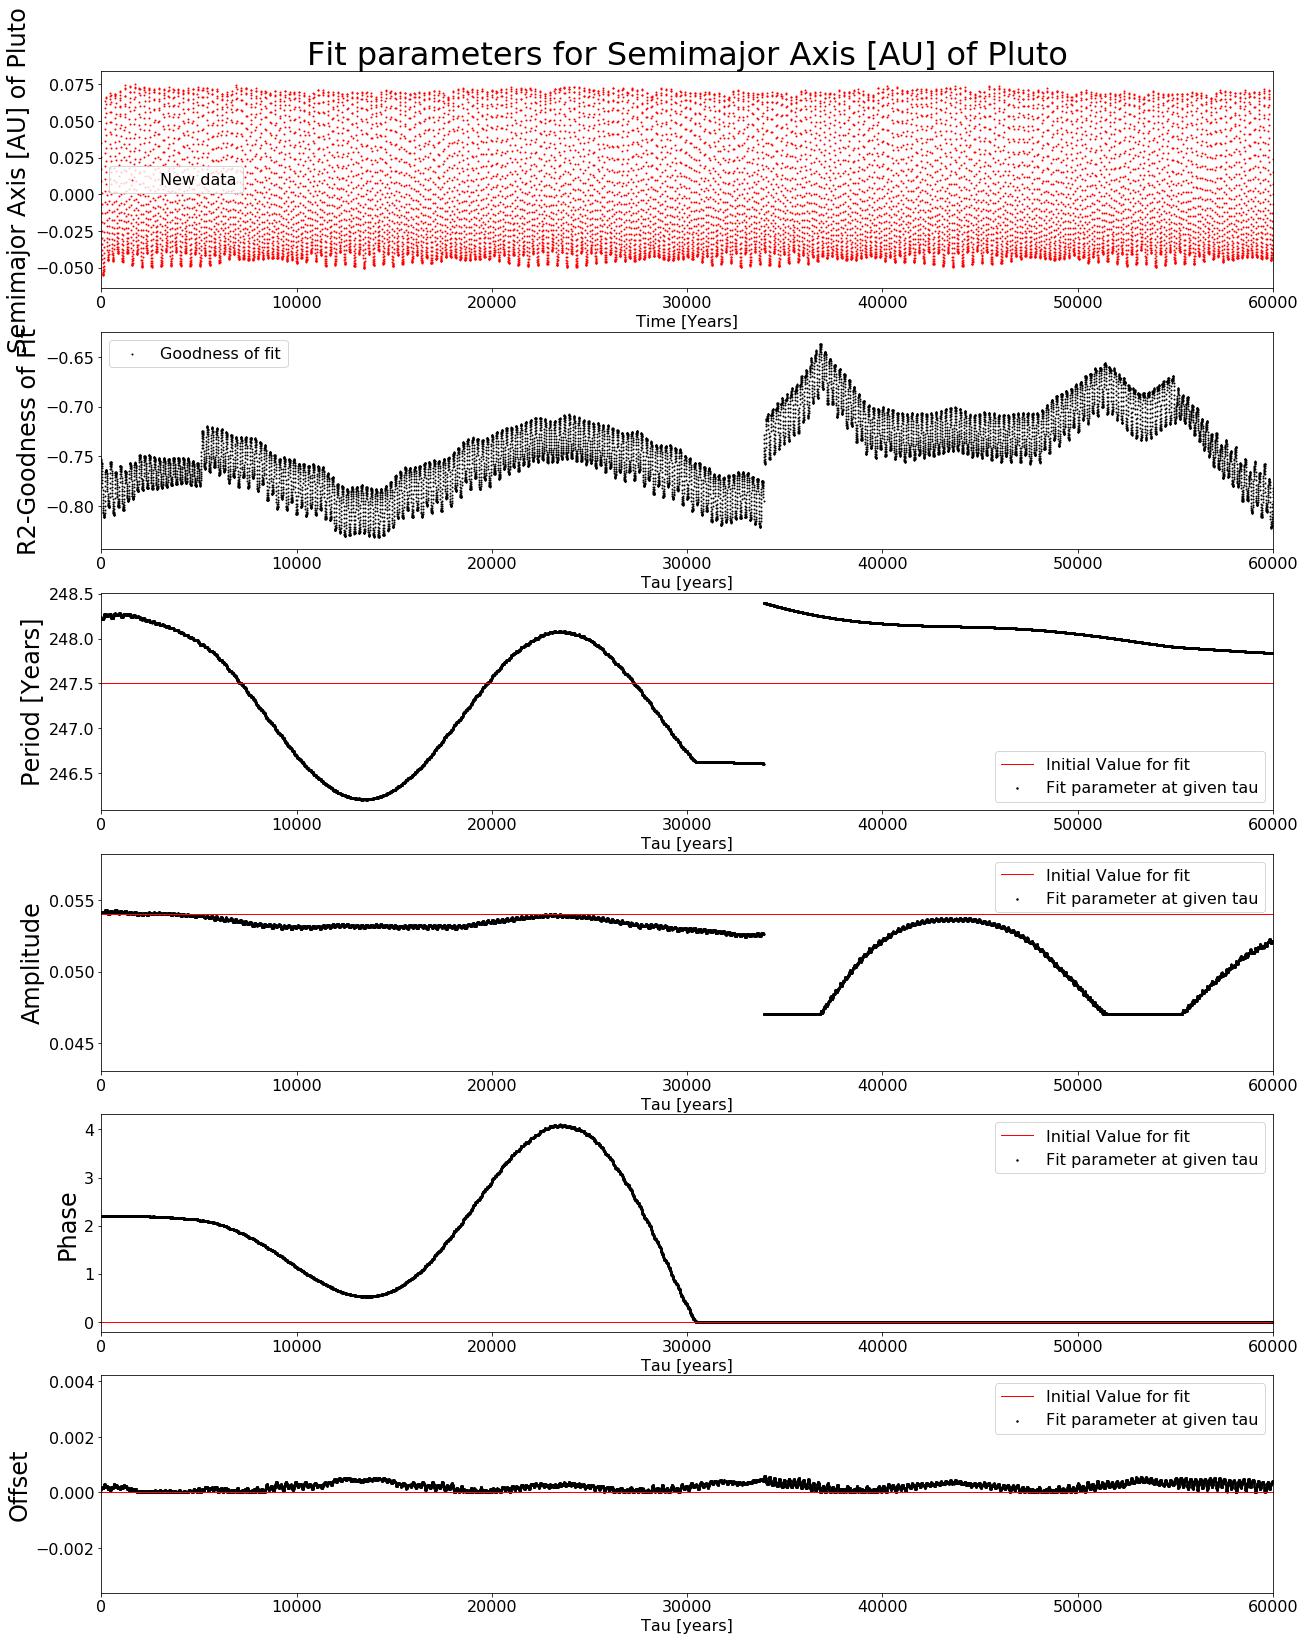 Fit parameters for Semimajor Axis [AU] of Pluto
Semimajor Axis [AU] of Pluto
0.075
0.050
0.025
0.000
−0.025
−0.050
New data
0 10000 20000 30000 40000 50000 60000
Time [Years]
R2-Goodness of Fit
−0.65
−0.70
−0.75
−0.80
Goodness of fit
0 10000 20000 30000 40000 50000 60000
Tau [years]
Period [Years]
248.5
248.0
247.5
247.0
246.5
Initial Value for fit
Fit parameter at given tau
0 10000 20000 30000 40000 50000 60000
Tau [years]
Amplitude
0.055
0.050
0.045
Initial Value for fit
Fit parameter at given tau
0 10000 20000 30000 40000 50000 60000
Tau [years]
Phase
4
3
2
1
0
Initial Value for fit
Fit parameter at given tau
0 10000 20000 30000 40000 50000 60000
Tau [years]
Offset
0.004
0.002
0.000
−0.002
Initial Value for fit
Fit parameter at given tau
0 10000 20000 30000 40000 50000 60000
Tau [years]